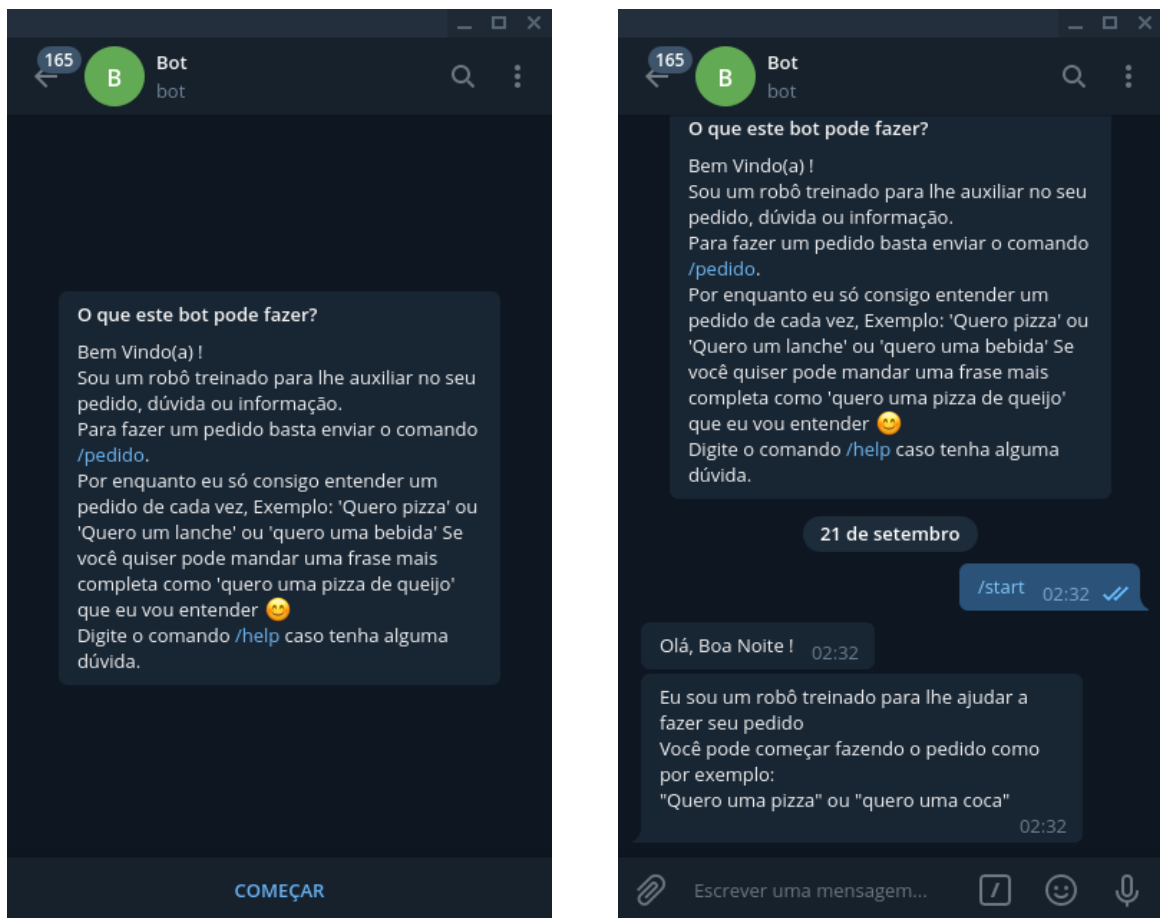 165
B
Bot
bot
O que este bot pode fazer?
Bem Vindo(a) !
Sou um robô treinado para lhe auxiliar no seu
pedido, dúvida ou informação.
Para fazer um pedido basta enviar o comando
/pedido.
Por enquanto eu só consigo entender um
pedido de cada vez, Exemplo: 'Quero pizza' ou
'Quero um lanche' ou 'quero uma bebida' Se
você quiser pode mandar uma frase mais
completa como 'quero uma pizza de queijo'
que eu vou entender 😊
Digite o comando /help caso tenha alguma
dúvida.
COMEÇAR
165
B
Bot
bot
O que este bot pode fazer?
Bem Vindo(a) !
Sou um robô treinado para lhe auxiliar no seu
pedido, dúvida ou informação.
Para fazer um pedido basta enviar o comando
/pedido.
Por enquanto eu só consigo entender um
pedido de cada vez, Exemplo: 'Quero pizza' ou
'Quero um lanche' ou 'quero uma bebida' Se
você quiser pode mandar uma frase mais
completa como 'quero uma pizza de queijo'
que eu vou entender 😊
Digite o comando /help caso tenha alguma
dúvida.
21 de setembro
/start 02:32
Olá, Boa Noite ! 02:32
Eu sou um robô treinado para lhe ajudar a
fazer seu pedido
Você pode começar fazendo o pedido como
por exemplo:
"Quero uma pizza" ou "quero uma coca"
02:32
Escrever uma mensagem...